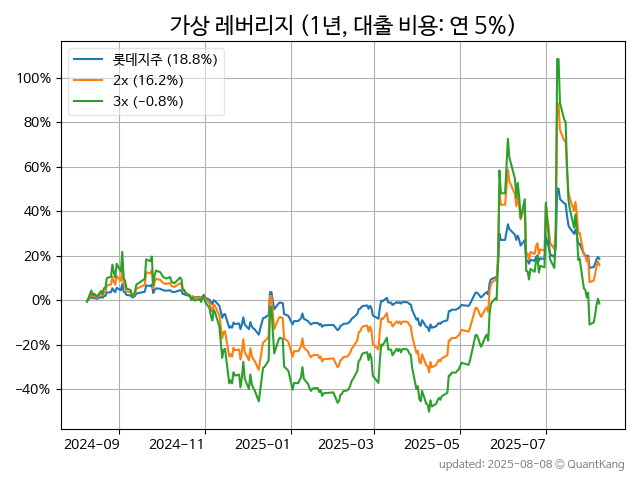 가상 레버리지 (1년, 대출 비용: 연 5%)
롯데지주 (18.8%)
2x (16.2%)
3x (-0.8%)
100%
80%
60%
40%
20%
0%
-20%
-40%
2024-09 2024-11 2025-01 2025-03 2025-05 2025-07
updated: 2025-08-08 © QuantKang